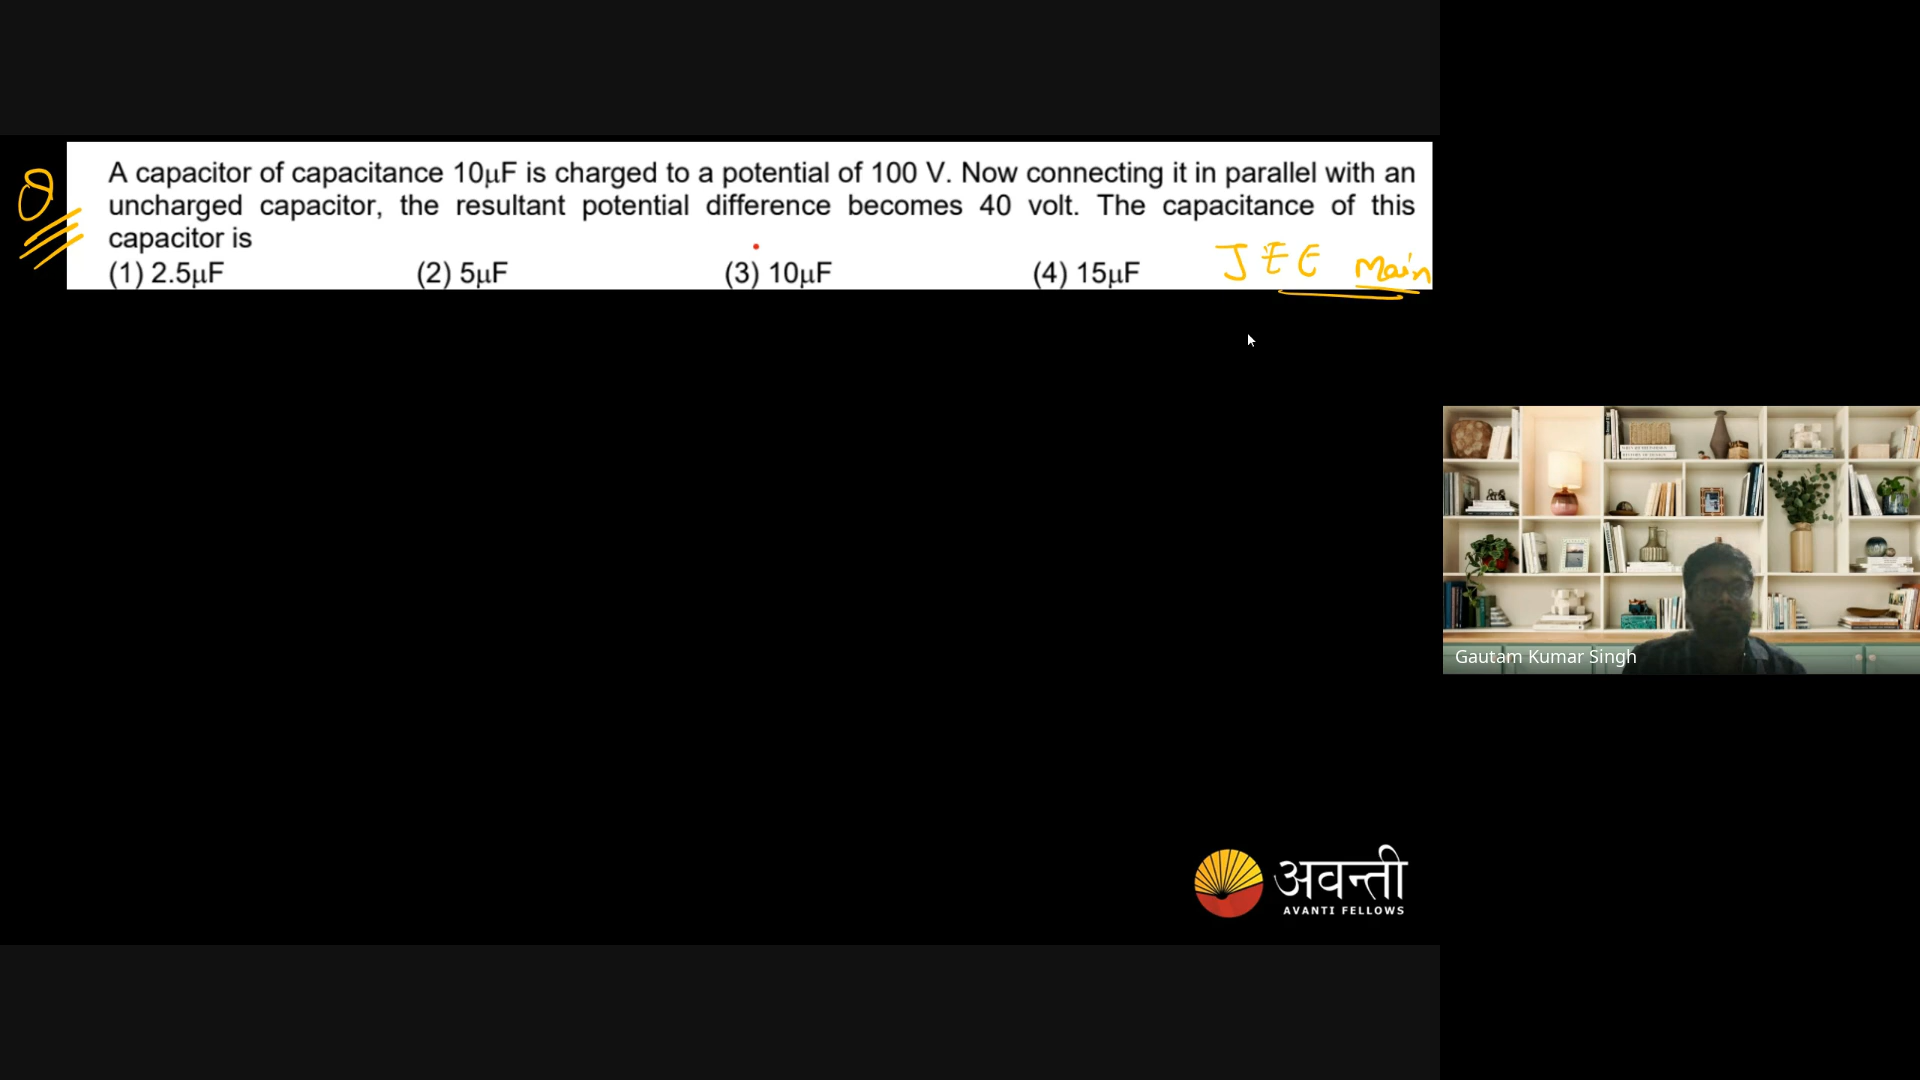 Q
A capacitor of capacitance 10μF is charged to a potential of 100 V. Now connecting it in parallel with an
uncharged capacitor, the resultant potential difference becomes 40 volt. The capacitance of this
capacitor is
(1) 2.5μF (2) 5μF (3) 10μF (4) 15μF
JEE Main
Gautam Kumar Singh
अवन्ती
AVANTI FELLOWS